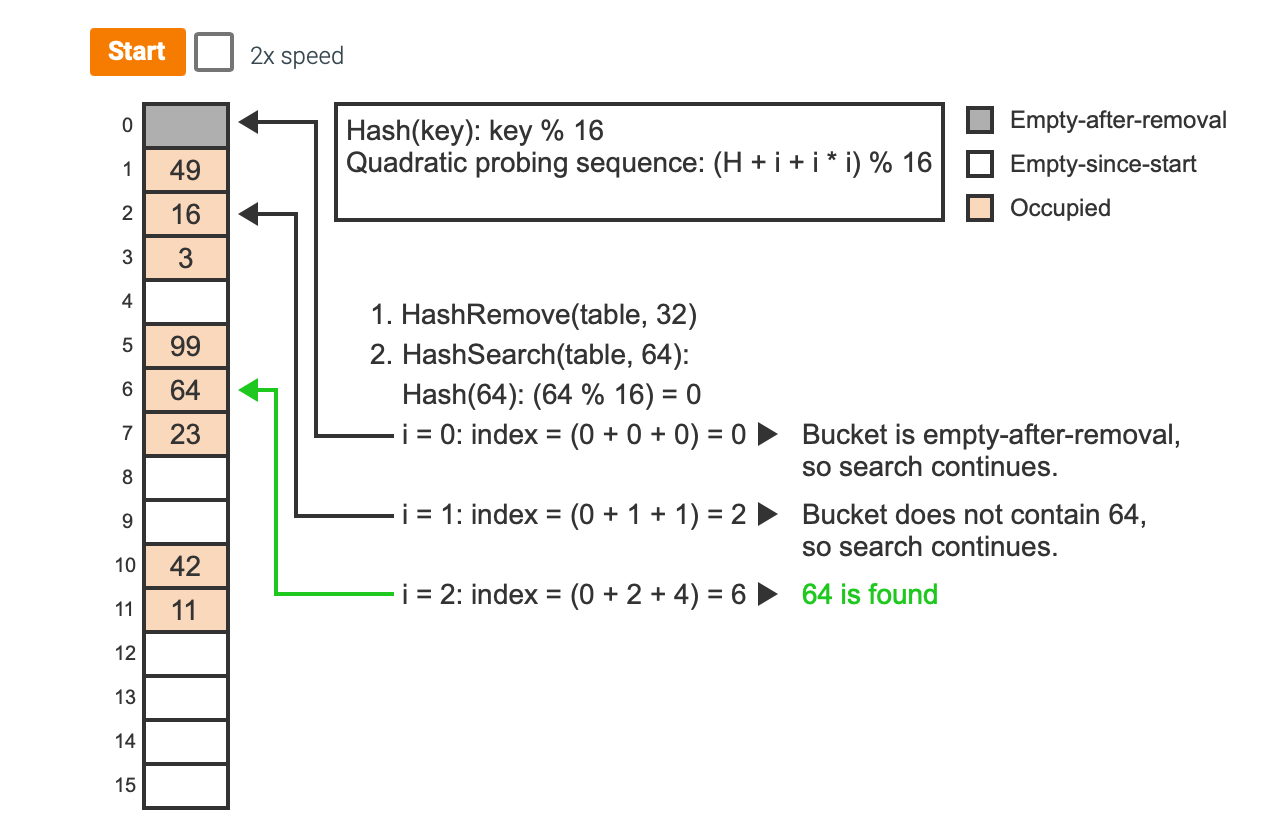 Start
2x speed
Hash(key): key % 16
Quadratic probing sequence: (H + i + i * i) % 16
Empty-after-removal
Empty-since-start
Occupied
0
1 49
2 16
3 3
4
5 99
6 64
7 23
8
9
10 42
11 11
12
13
14
15
1. HashRemove(table, 32)
2. HashSearch(table, 64):
Hash(64): (64 % 16) = 0
i = 0: index = (0 + 0 + 0) = 0 ▶ Bucket is empty-after-removal,
so search continues.
i = 1: index = (0 + 1 + 1) = 2 ▶ Bucket does not contain 64,
so search continues.
i = 2: index = (0 + 2 + 4) = 6 ▶ 64 is found